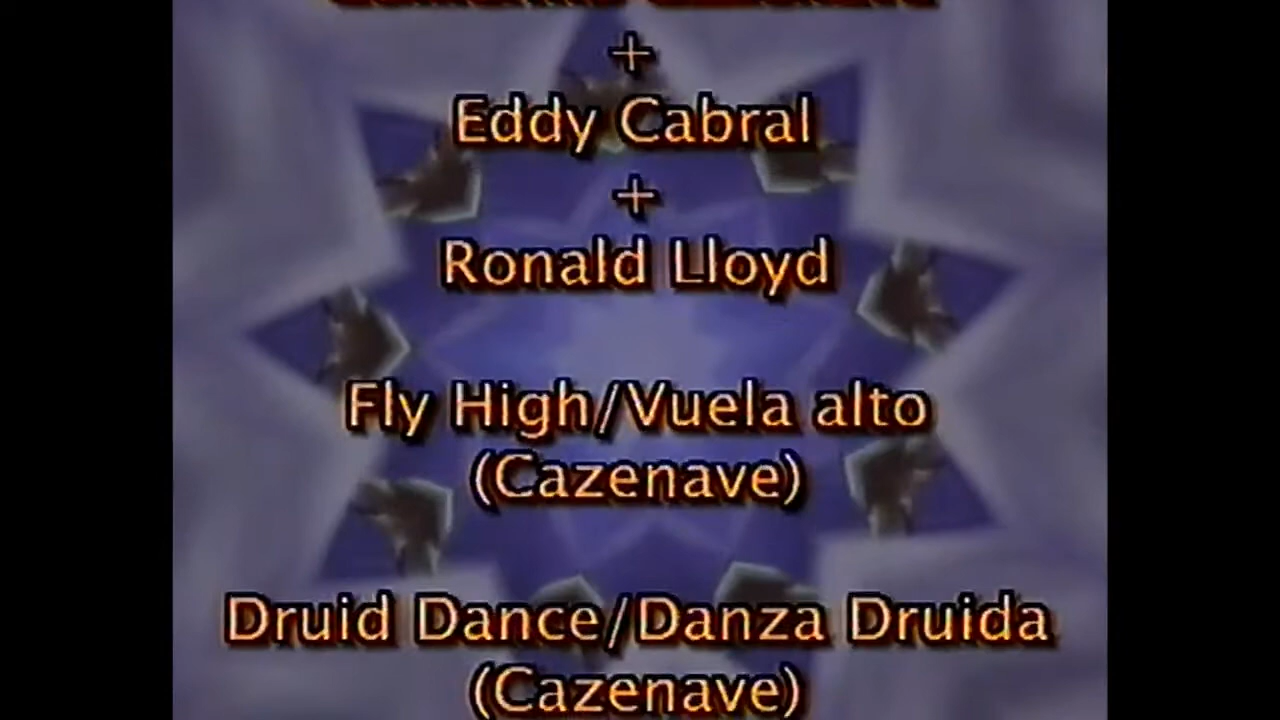 +
Eddy Cabral
+
Ronald Lloyd
Fly High/Vuela alto
(Cazenave)
Druid Dance/Danza Druida
(Cazenave)